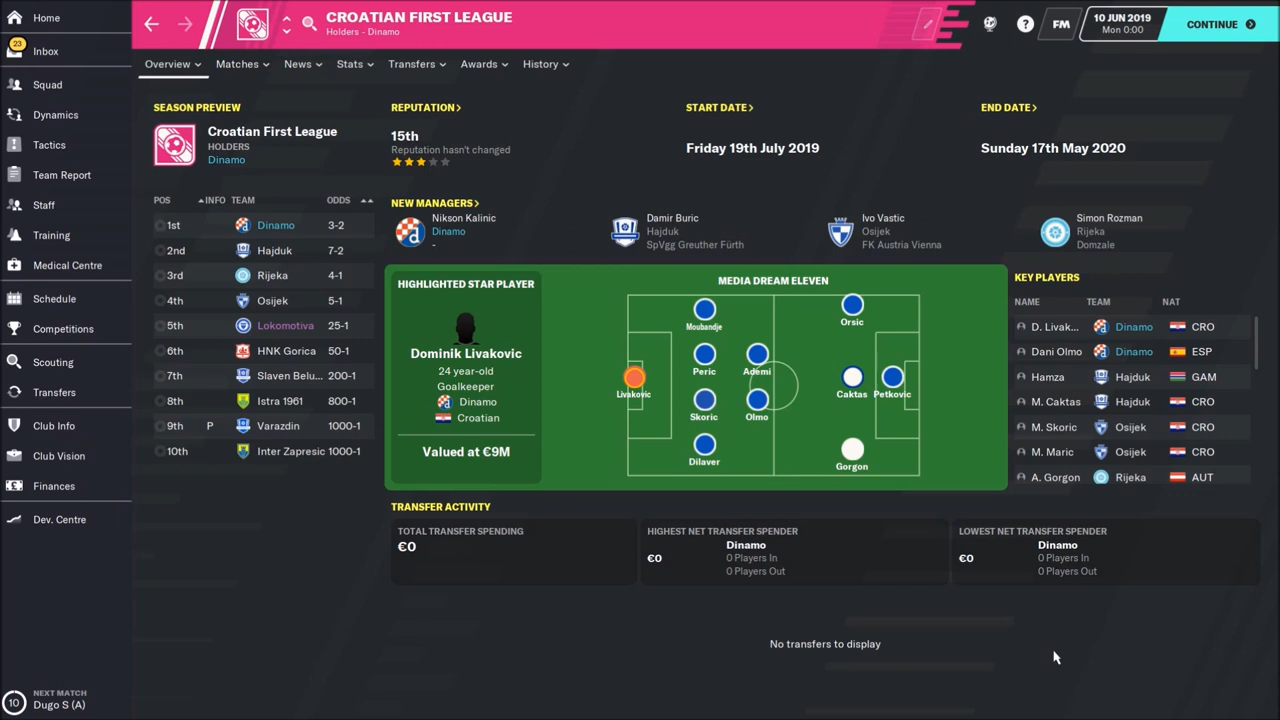 Home
23
Inbox
Squad
Dynamics
Tactics
Team Report
Staff
Training
Medical Centre
Schedule
Competitions
Scouting
Transfers
Club Info
Club Vision
Finances
Dev. Centre
10
NEXT MATCH
Dugo S (A)
CROATIAN FIRST LEAGUE
Holders - Dinamo
?
FM
10 JUN 2019
Mon 0:00
CONTINUE
Overview
Matches
News
Stats
Transfers
Awards
History
SEASON PREVIEW
Croatian First League
HOLDERS
Dinamo
REPUTATION>
15th
Reputation hasn't changed
START DATE>
Friday 19th July 2019
END DATE>
Sunday 17th May 2020
POS INFO TEAM ODDS
1st Dinamo 3-2
2nd Hajduk 7-2
3rd Rijeka 4-1
4th Osijek 5-1
5th Lokomotiva 25-1
6th HNK Gorica 50-1
7th Slaven Belu... 200-1
8th Istra 1961 800-1
9th P Varazdin 1000-1
10th Inter Zapresic 1000-1
NEW MANAGERS>
Nikson Kalinic
Dinamo
-
Damir Buric
Hajduk
SpVgg Greuther Fürth
Ivo Vastic
Osijek
FK Austria Vienna
Simon Rozman
Rijeka
Domzale
HIGHLIGHTED STAR PLAYER
Dominik Livakovic
24 year-old
Goalkeeper
Dinamo
Croatian
Valued at €9M
MEDIA DREAM ELEVEN
Moubandje
Orsic
Peric
Ademi
Livakovic
Caktas
Petkovic
Skoric
Olmo
Dilaver
Gorgon
KEY PLAYERS
NAME TEAM NAT
D. Livak... Dinamo CRO
Dani Olmo Dinamo ESP
Hamza Hajduk GAM
M. Caktas Hajduk CRO
M. Skoric Osijek CRO
M. Maric Osijek CRO
A. Gorgon Rijeka AUT
TRANSFER ACTIVITY
TOTAL TRANSFER SPENDING
€0
HIGHEST NET TRANSFER SPENDER
€0
Dinamo
0 Players In
0 Players Out
LOWEST NET TRANSFER SPENDER
€0
Dinamo
0 Players In
0 Players Out
No transfers to display